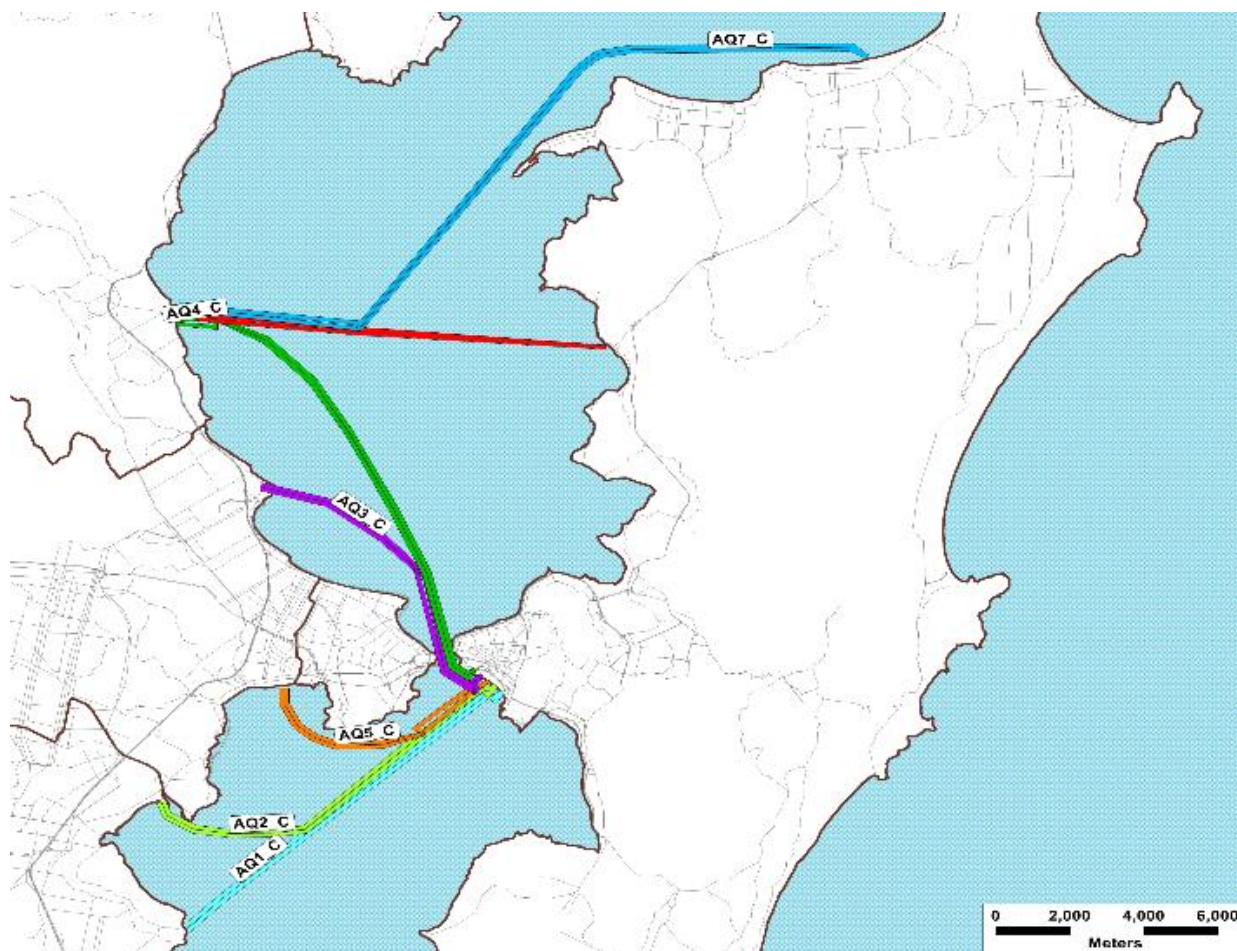 AQ7_C
AQ4_C
AQ3_C
AQ5_C
AQ2_C
AQ1_C
0 2,000 4,000 6,000
Meters